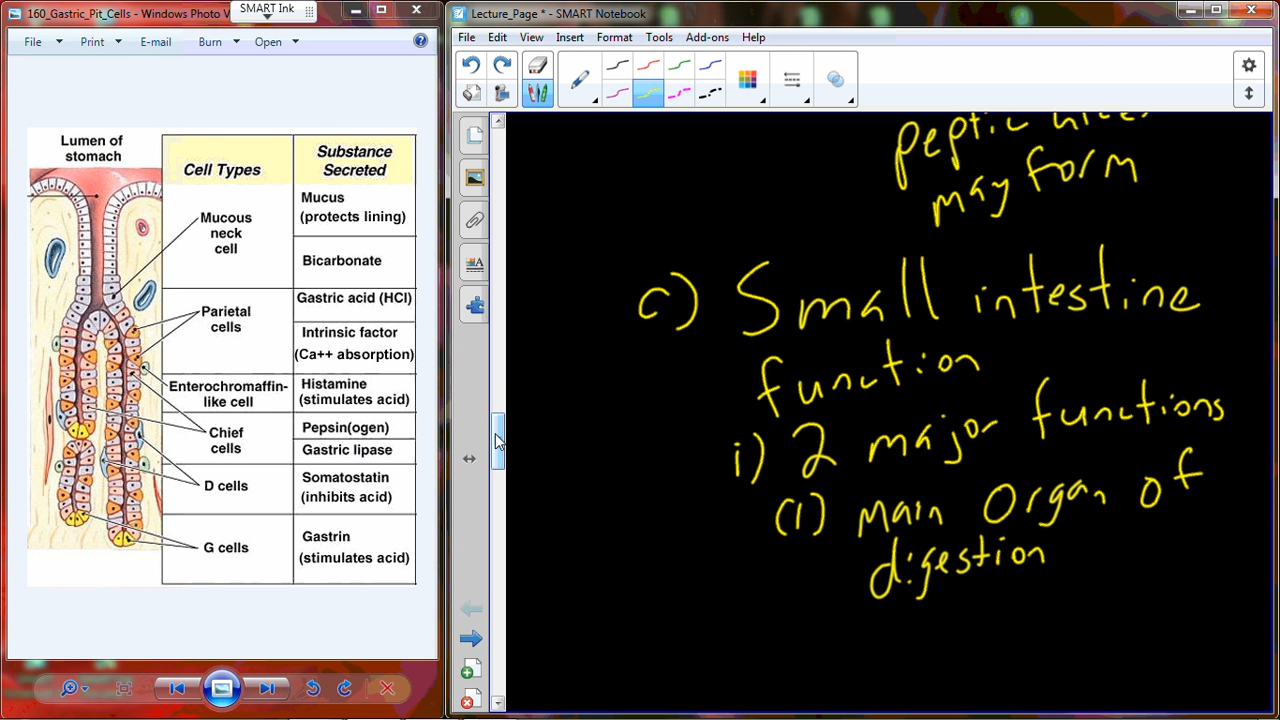 160_Gastric_Pit_Cells - Windows Photo V
SMART Ink
File Print E-mail Burn Open
Lumen of
stomach
Cell Types
Substance
Secreted
Mucous
neck
cell
Mucus
(protects lining)
Bicarbonate
Parietal
cells
Gastric acid (HCl)
Intrinsic factor
(Ca++ absorption)
Enterochromaffin-
like cell
Histamine
(stimulates acid)
Chief
cells
Pepsin(ogen)
Gastric lipase
D cells
Somatostatin
(inhibits acid)
G cells
Gastrin
(stimulates acid)
Lecture_Page * - SMART Notebook
File Edit View Insert Format Tools Add-ons Help
peptic
may form
c) Small intestine
function
i) 2 major functions
(1) main organ of
digestion